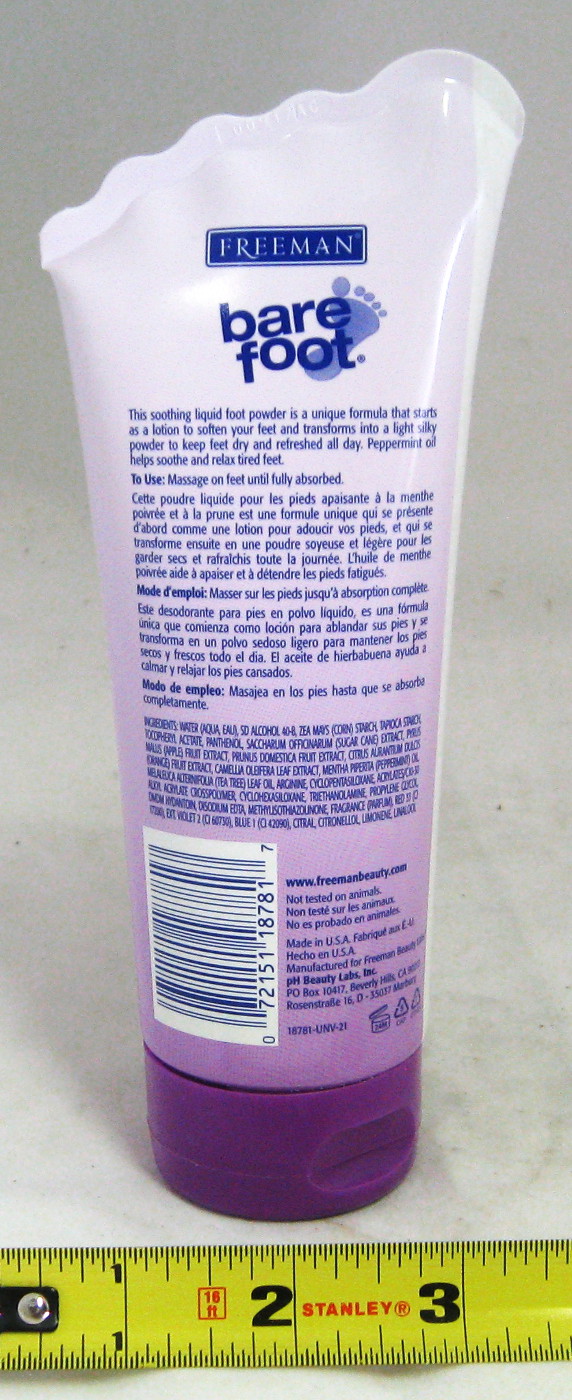 FREEMAN®
bare
foot®
This soothing liquid foot powder is a unique formula that starts
as a lotion to soften your feet and transforms into a light silky
powder to keep feet dry and refreshed all day. Peppermint oil
helps soothe and relax tired feet.
To Use: Massage on feet until fully absorbed.
Cette poudre liquide pour les pieds apaisante à la menthe
poivrée et à la prune est une formule unique qui se présente
d'abord comme une lotion pour adoucir vos pieds, et qui se
transforme ensuite en une poudre soyeuse et légère pour les
garder secs et rafraîchis toute la journée. L'huile de menthe
poivrée aide à apaiser et à détendre les pieds fatigués.
Mode d'emploi: Masser sur les pieds jusqu'à absorption complète.
Este desodorante para pies en polvo líquido, es una fórmula
única que comienza como loción para ablandar sus pies y se
transforma en un polvo sedoso ligero para mantener los pies
secos y frescos todo el dia. El aceite de hierbabuena ayuda a
calmar y relajar los pies cansados.
Modo de empleo: Masajea en los pies hasta que se absorba
completamente.
INGREDIENTS: WATER (AQUA, EAU), SD ALCOHOL 40-B, ZEA MAYS (CORN) STARCH, TAPIOCA STARCH,
TOCOPHERYL ACETATE, PANTHENOL, SACCHARUM OFFICINARUM (SUGAR CANE) EXTRACT, PYRUS
MALUS (APPLE) FRUIT EXTRACT, PRUNUS DOMESTICA FRUIT EXTRACT, CITRUS AURANTIUM DULCIS
(ORANGE) FRUIT EXTRACT, CAMELLIA OLEIFERA LEAF EXTRACT, MENTHA PIPERITA (PEPPERMINT) OIL,
MELALEUCA ALTERNIFOLIA (TEA TREE) LEAF OIL, ARGININE, CYCLOPENTASILOXANE, ACRYLATES/C10-30
ALKYL ACRYLATE CROSSPOLYMER, CYCLOHEXASILOXANE, TRIETHANOLAMINE, PROPYLENE GLYCOL,
DMDM HYDANTOIN, DISODIUM EDTA, METHYLISOTHIAZOLINONE, FRAGRANCE (PARFUM), RED 33 (CI
17200), EXT. VIOLET 2 (CI 60730), BLUE 1 (CI 42090), CITRAL, CITRONELLOL, LIMONENE, LINALOOL
0 72151 18781 7
www.freemanbeauty.com
Not tested on animals.
Non testé sur les animaux.
No es probado en animales.
Made in U.S.A. Fabriqué aux É.-U.
Hecho en U.S.A.
Manufactured for Freeman Beauty
pH Beauty Labs, Inc.
PO Box 10417, Beverly Hills, CA
Rosenstraße 16, D - 35037 Marburg
18781-UNV-21
24M
1
16
ft
2
STANLEY®
3
1